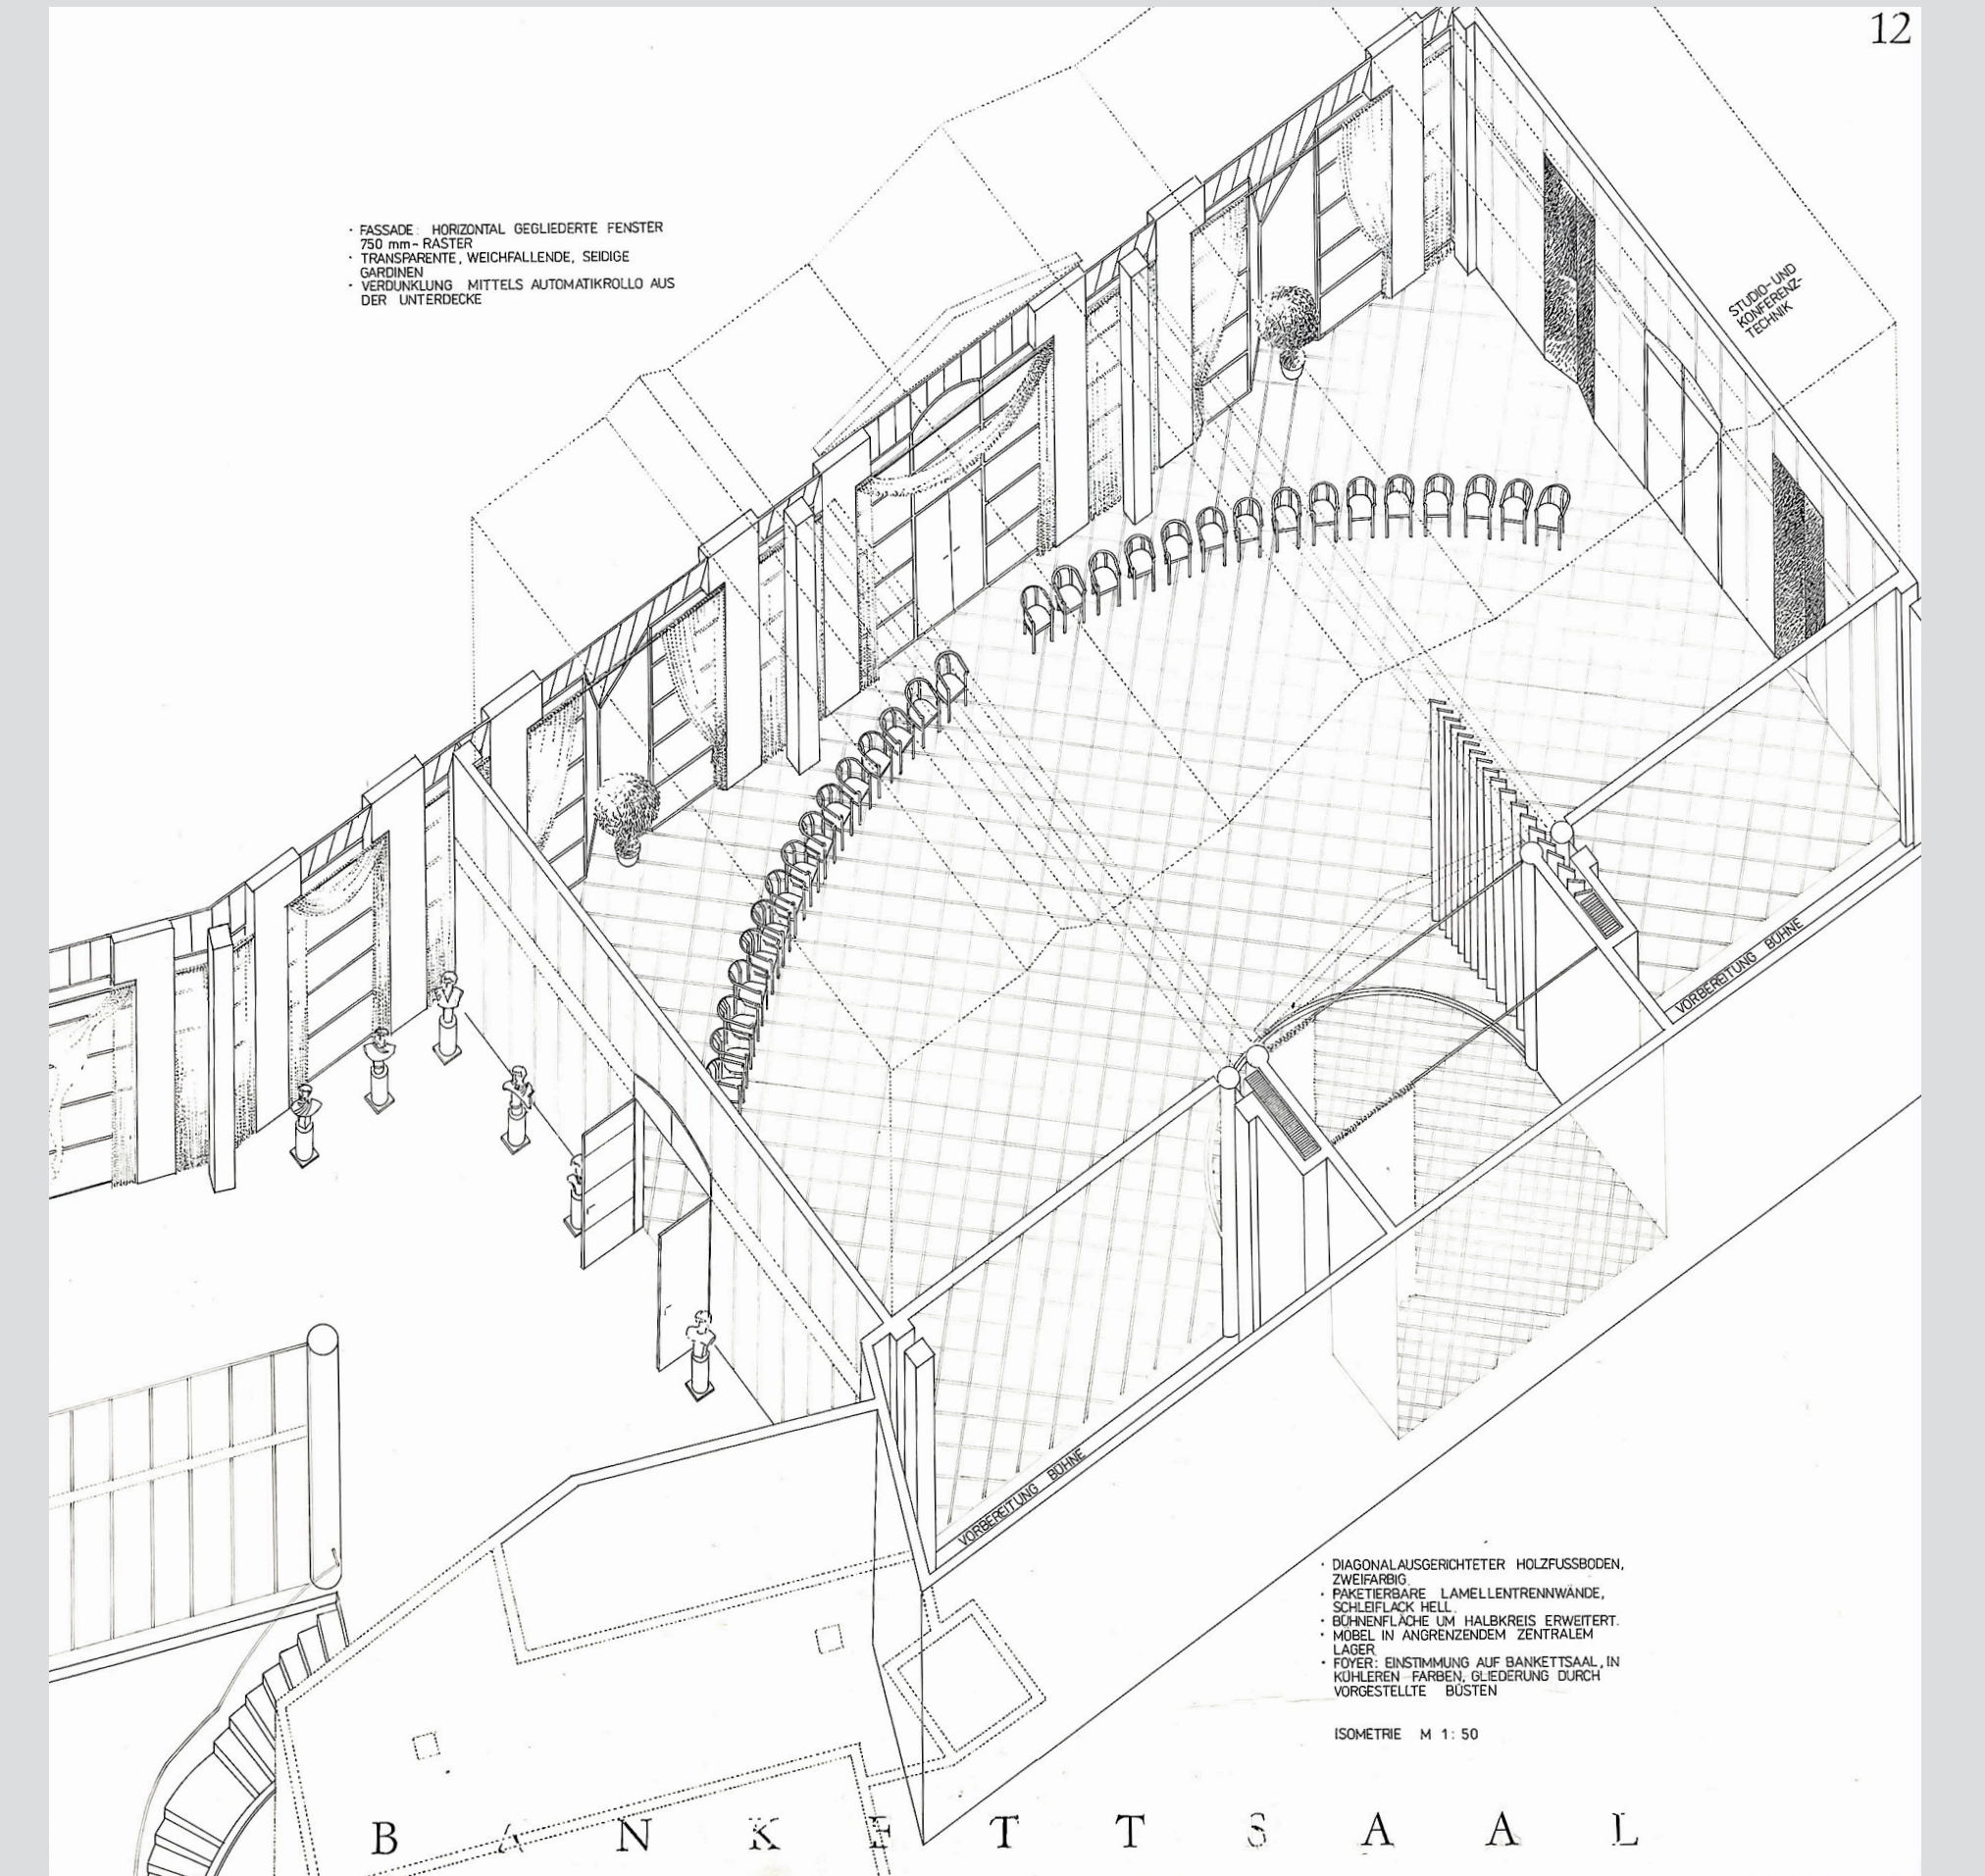 12
· FASSADE: HORIZONTAL GEGLIEDERTE FENSTER
750 mm - RASTER
· TRANSPARENTE, WEICHFALLENDE, SEIDIGE
GARDINEN
· VERDUNKLUNG MITTELS AUTOMATIKROLLO AUS
DER UNTERDECKE
STUDIO- UND
KONFERENZ-
TECHNIK
VORBEREITUNG BÜHNE
VORBEREITUNG BÜHNE
· DIAGONALAUSGERICHTETER HOLZFUSSBODEN,
ZWEIFARBIG.
· PAKETIERBARE LAMELLENTRENNWÄNDE,
SCHLEIFLACK HELL.
· BÜHNENFLÄCHE UM HALBKREIS ERWEITERT.
· MÖBEL IN ANGRENZENDEM ZENTRALEM
LAGER
· FOYER: EINSTIMMUNG AUF BANKETTSAAL, IN
KÜHLEREN FARBEN, GLIEDERUNG DURCH
VORGESTELLTE BÜSTEN
ISOMETRIE M 1:50
BANKETTSAAL